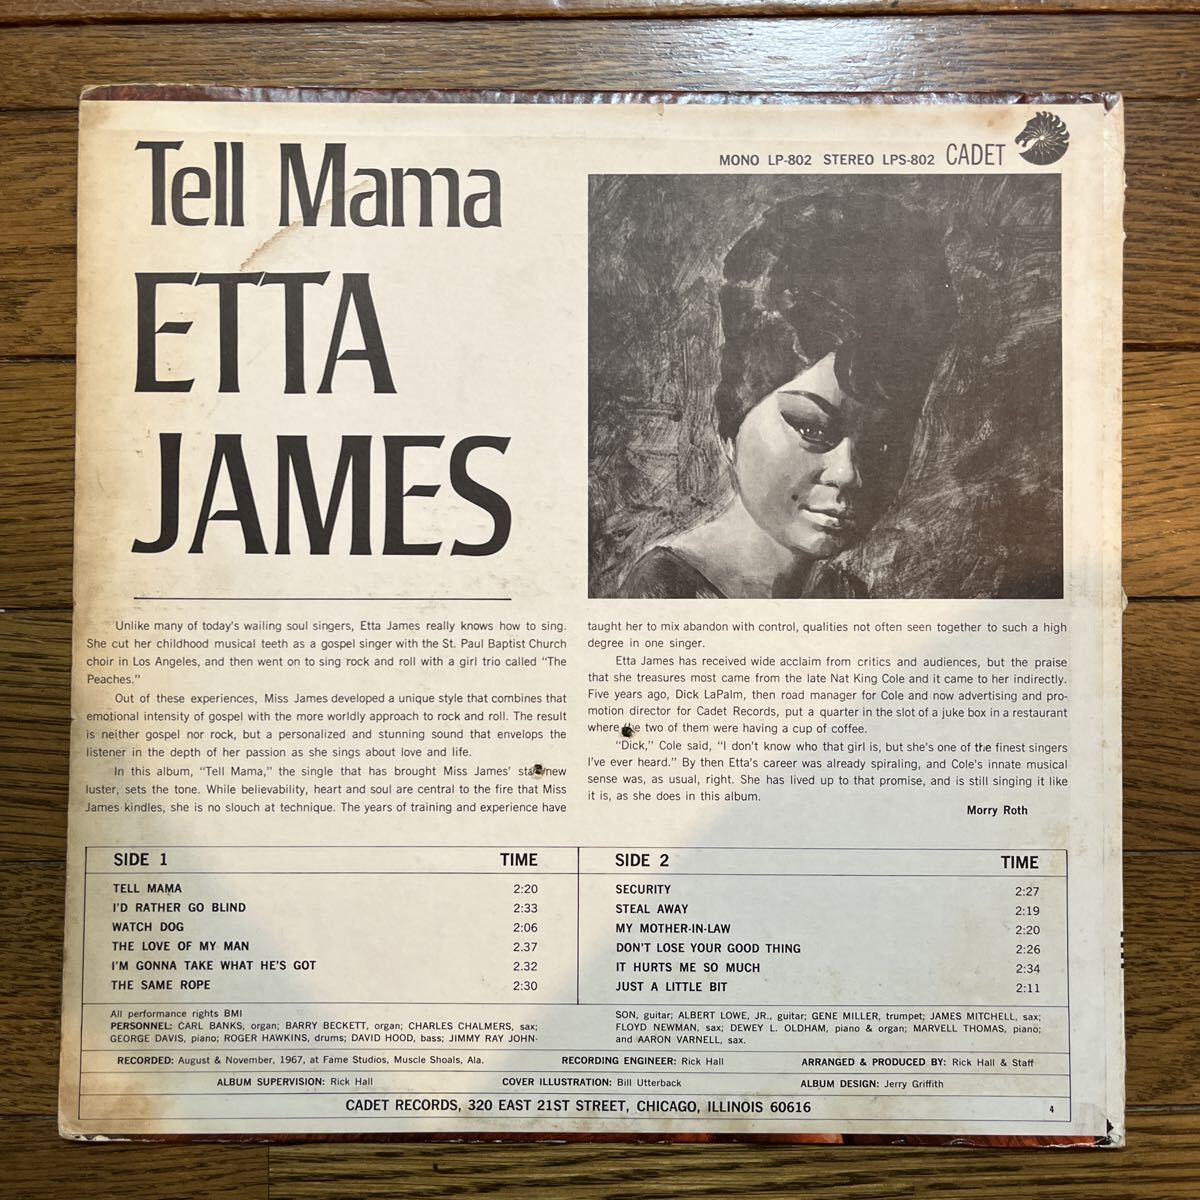 Tell Mama
ETTA
JAMES
MONO LP-802 STEREO LPS-802 CADET
Unlike many of today's wailing soul singers, Etta James really knows how to sing.
She cut her childhood musical teeth as a gospel singer with the St. Paul Baptist Church
choir in Los Angeles, and then went on to sing rock and roll with a girl trio called "The
Peaches."
Out of these experiences, Miss James developed a unique style that combines that
emotional intensity of gospel with the more worldly approach to rock and roll. The result
is neither gospel nor rock, but a personalized and stunning sound that envelops the
listener in the depth of her passion as she sings about love and life.
In this album, "Tell Mama," the single that has brought Miss James' new
luster, sets the tone. While believability, heart and soul are central to the fire that Miss
James kindles, she is no slouch at technique. The years of training and experience have
taught her to mix abandon with control, qualities not often seen together to such a high
degree in one singer.
Etta James has received wide acclaim from critics and audiences, but the praise
that she treasures most came from the late Nat King Cole and it came to her indirectly.
Five years ago, Dick LaPalm, then road manager for Cole and now advertising and pro-
motion director for Cadet Records, put a quarter in the slot of a juke box in a restaurant
where the two of them were having a cup of coffee.
"Dick," Cole said, "I don't know who that girl is, but she's one of the finest singers
I've ever heard." By then Etta's career was already spiraling, and Cole's innate musical
sense was, as usual, right. She has lived up to that promise, and is still singing it like
it is, as she does in this album.
Morry Roth
SIDE 1 TIME
TELL MAMA 2:20
I'D RATHER GO BLIND 2:33
WATCH DOG 2:06
THE LOVE OF MY MAN 2.37
I'M GONNA TAKE WHAT HE'S GOT 2.32
THE SAME ROPE 2:30
SIDE 2 TIME
SECURITY 2:27
STEAL AWAY 2:19
MY MOTHER-IN-LAW 2:20
DON'T LOSE YOUR GOOD THING 2:26
IT HURTS ME SO MUCH 2:34
JUST A LITTLE BIT 2:11
All performance rights BMI
PERSONNEL: CARL BANKS, organ; BARRY BECKETT, organ; CHARLES CHALMERS, sax;
GEORGE DAVIS, piano; ROGER HAWKINS, drums; DAVID HOOD, bass; JIMMY RAY JOHN-
SON, guitar; ALBERT LOWE, JR., guitar; GENE MILLER, trumpet; JAMES MITCHELL, sax;
FLOYD NEWMAN, sax; DEWEY L. OLDHAM, piano & organ; MARVELL THOMAS, piano;
and AARON VARNELL, sax.
RECORDED: August & November, 1967, at Fame Studios, Muscle Shoals, Ala. RECORDING ENGINEER: Rick Hall ARRANGED & PRODUCED BY: Rick Hall & Staff
ALBUM SUPERVISION: Rick Hall COVER ILLUSTRATION: Bill Utterback ALBUM DESIGN: Jerry Griffith
CADET RECORDS, 320 EAST 21ST STREET, CHICAGO, ILLINOIS 60616 4